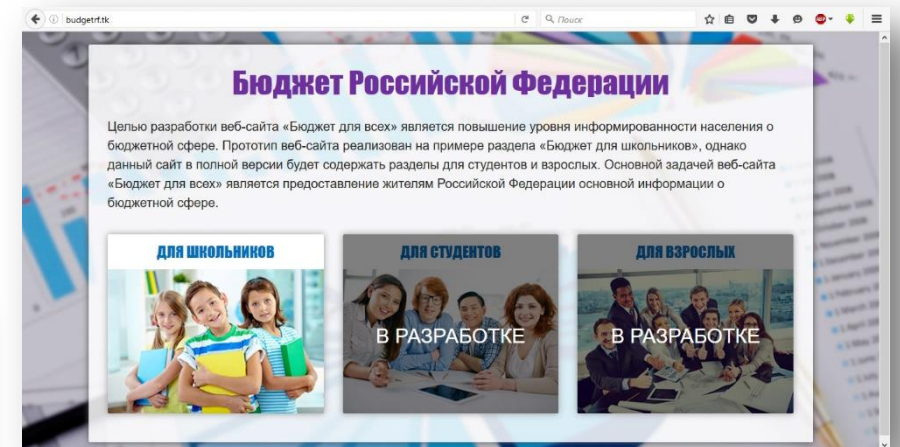 budgetrf.tk
Поиск
ABP
Бюджет Российской Федерации
Целью разработки веб-сайта «Бюджет для всех» является повышение уровня информированности населения о
бюджетной сфере. Прототип веб-сайта реализован на примере раздела «Бюджет для школьников», однако
данный сайт в полной версии будет содержать разделы для студентов и взрослых. Основной задачей веб-сайта
«Бюджет для всех» является предоставление жителям Российской Федерации основной информации о
бюджетной сфере.
ДЛЯ ШКОЛЬНИКОВ
ДЛЯ СТУДЕНТОВ
ДЛЯ ВЗРОСЛЫХ
В РАЗРАБОТКЕ
В РАЗРАБОТКЕ